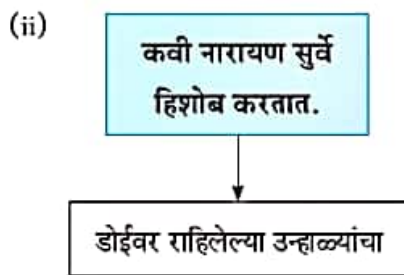 (ii)
कवी नारायण सुर्वे
हिशोब करतात.
डोईवर राहिलेल्या उन्हाळ्यांचा